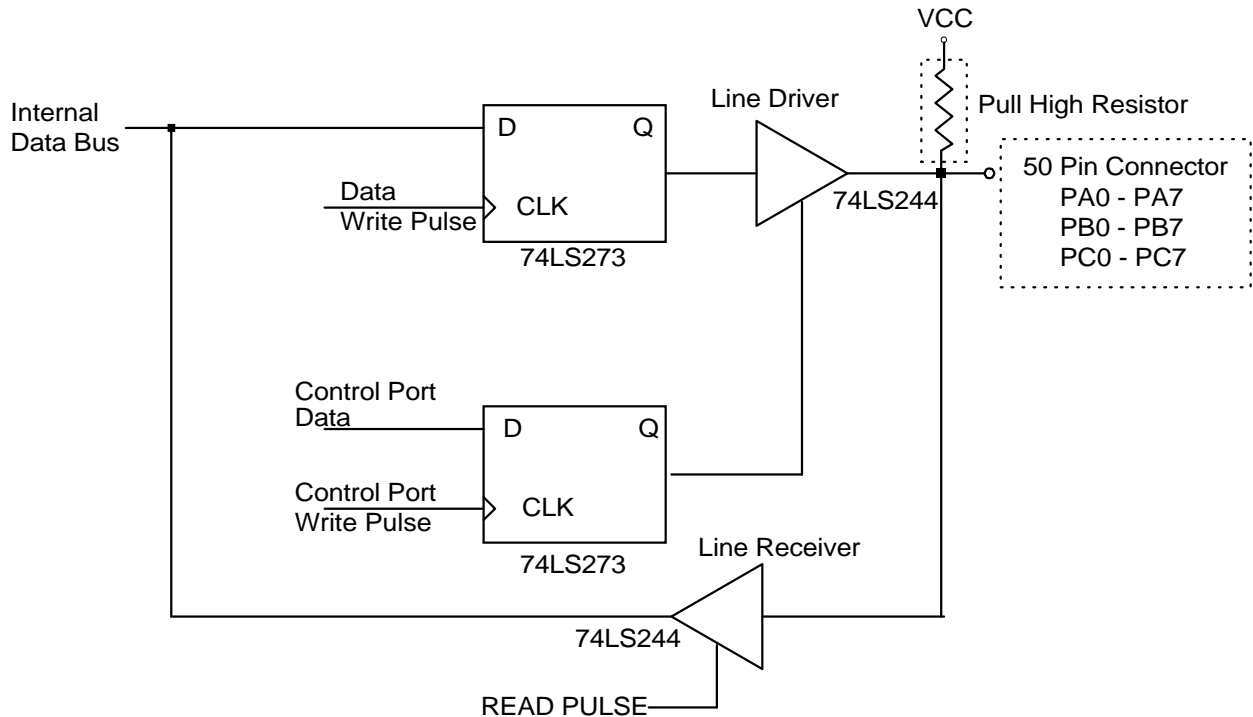 VCC
Pull High Resistor
Line Driver
Internal
Data Bus
D
Q
Data
Write Pulse
CLK
74LS273
74LS244
50 Pin Connector
PA0 - PA7
PB0 - PB7
PC0 - PC7
Control Port
Data
D
Q
Control Port
Write Pulse
CLK
74LS273
Line Receiver
74LS244
READ PULSE